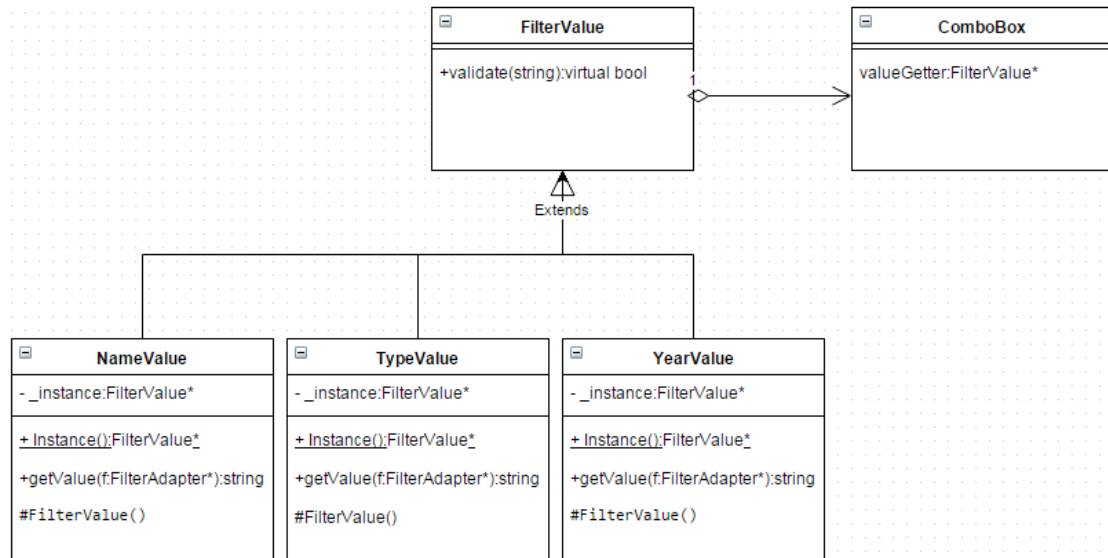 FilterValue
+validate(string):virtual bool
1
ComboBox
valueGetter:FilterValue*
Extends
NameValue
- _instance:FilterValue*
+ Instance():FilterValue*
+getValue(f:FilterAdapter*):string
#FilterValue()
TypeValue
- _instance:FilterValue*
+ Instance():FilterValue*
+getValue(f:FilterAdapter*):string
#FilterValue()
YearValue
- _instance:FilterValue*
+ Instance():FilterValue*
+getValue(f:FilterAdapter*):string
#FilterValue()